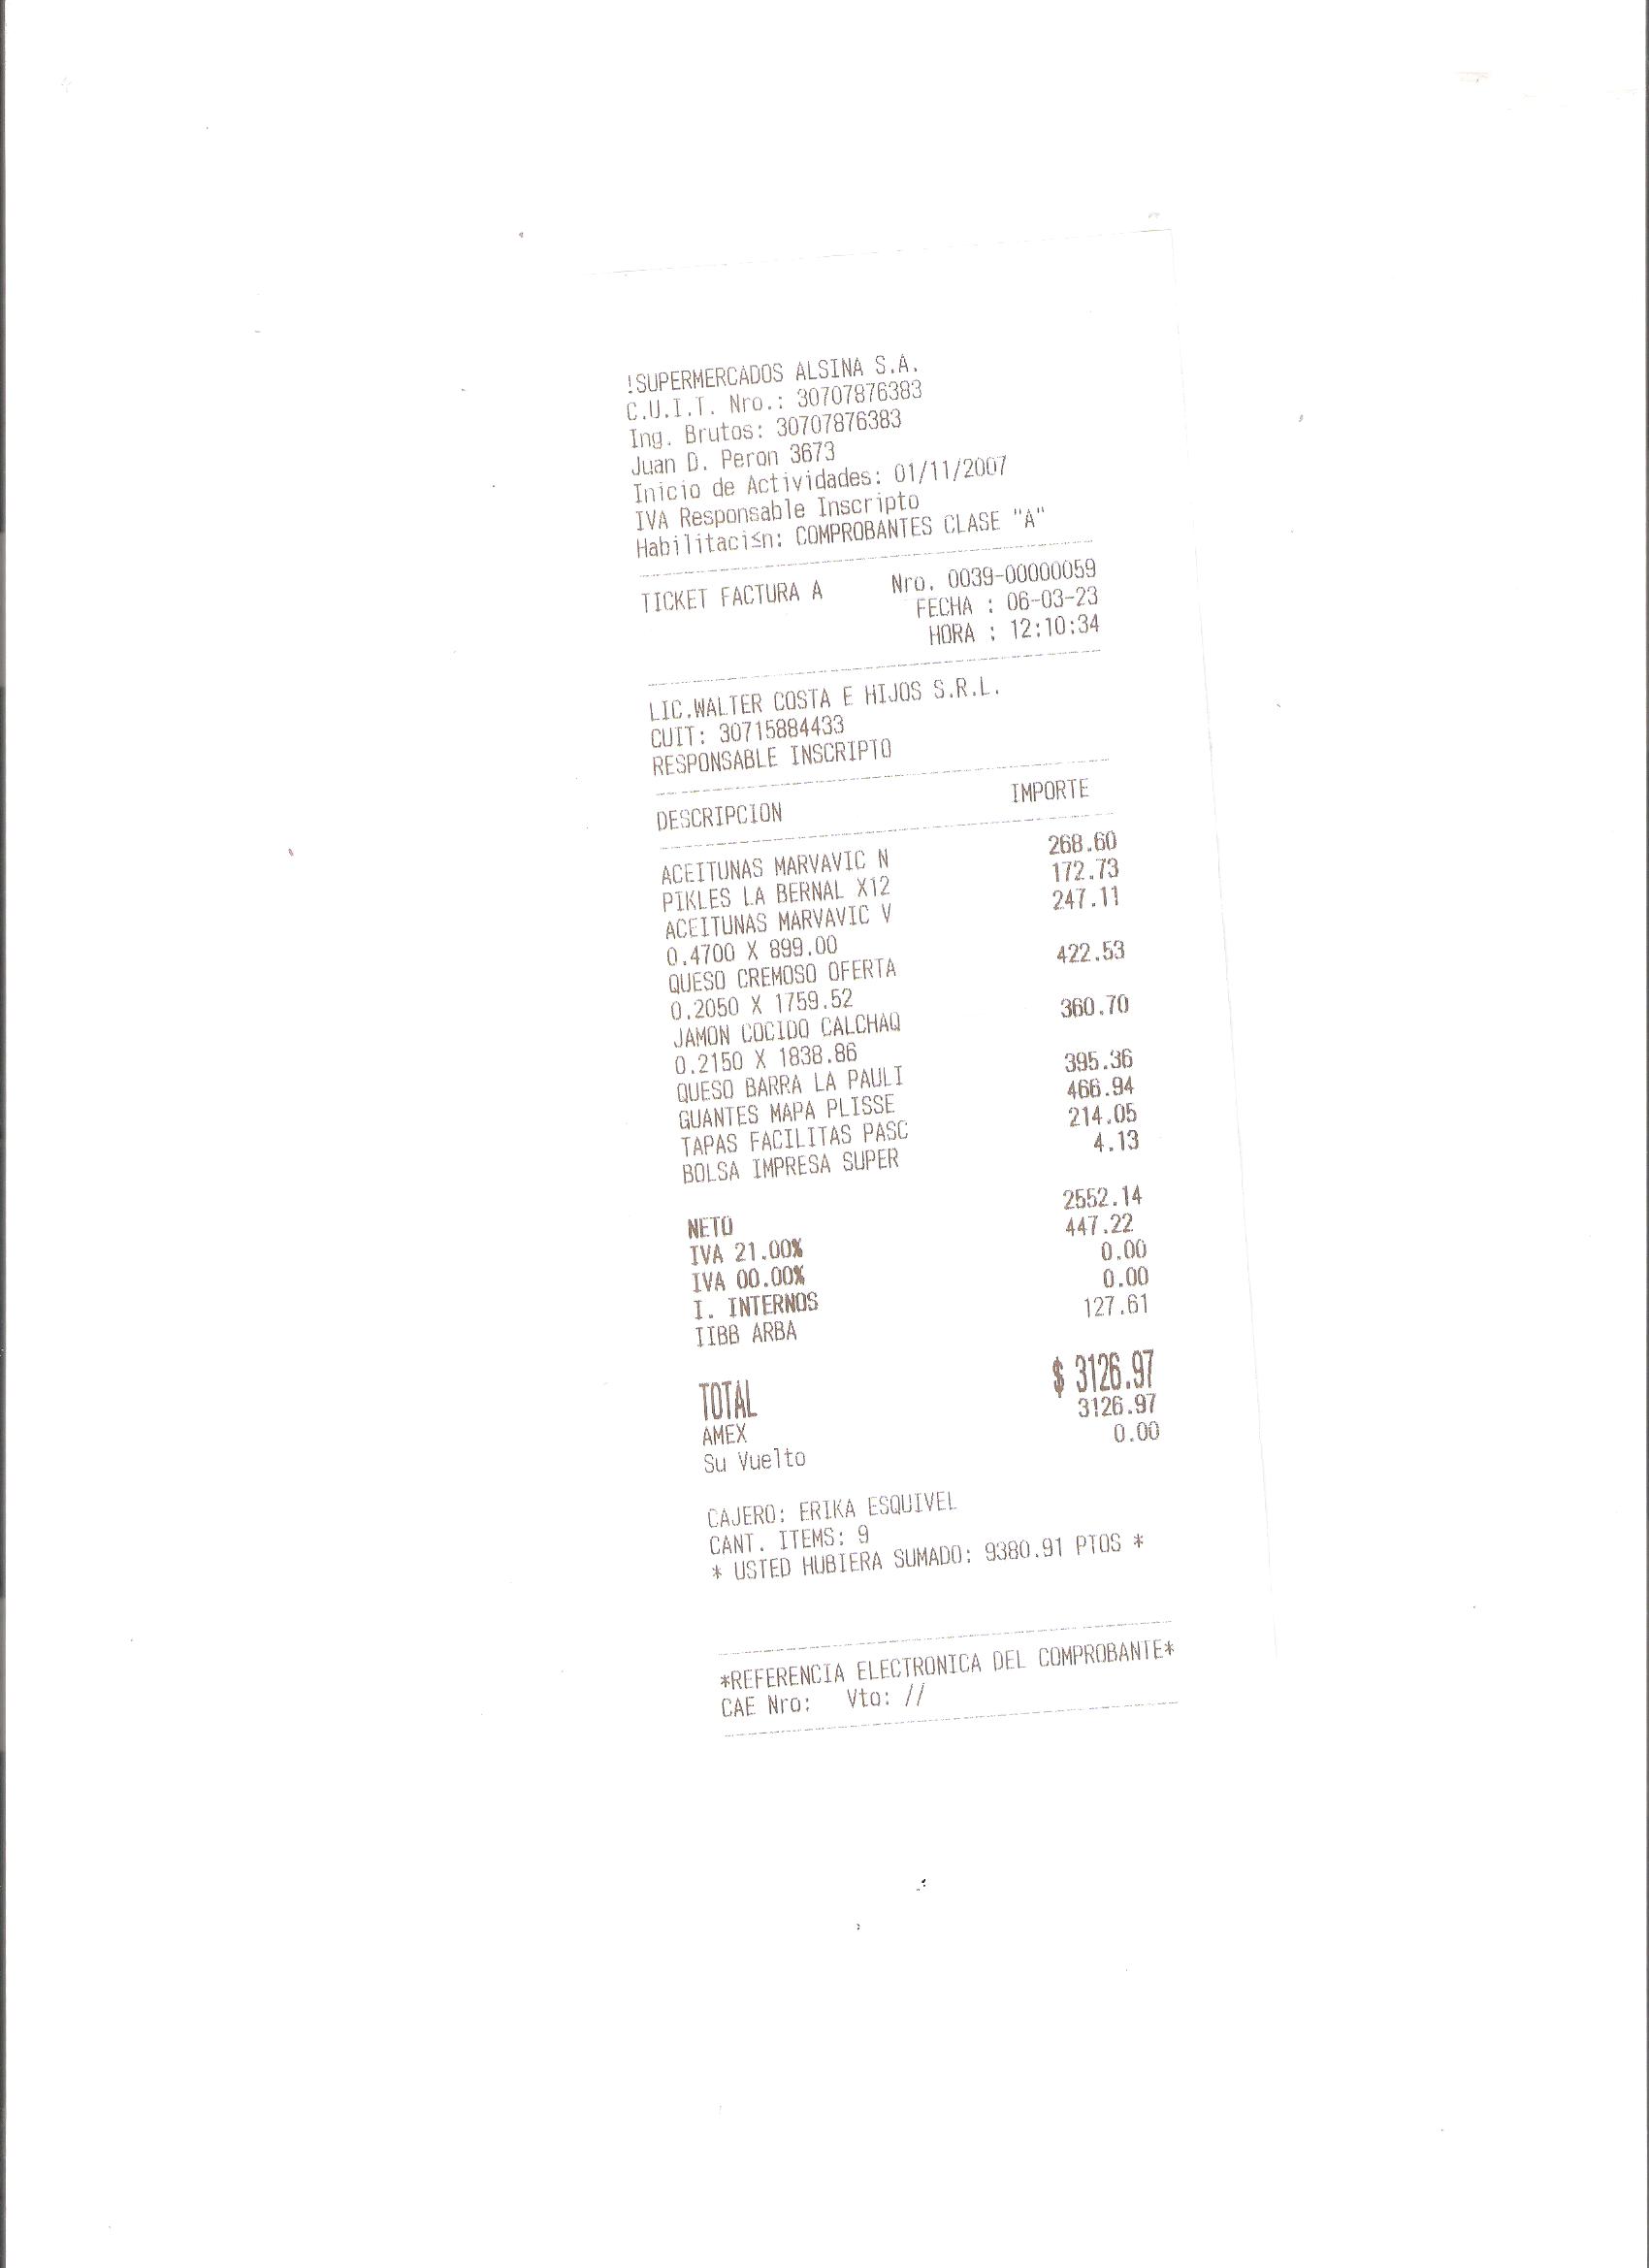 !SUPERMERCADOS ALSINA S.A.
C.U.I.T. Nro.: 30707876383
Ing. Brutos: 30707876383
Juan D. Peron 3673
Inicio de Actividades: 01/11/2007
IVA Responsable Inscripto
Habilitaci≤n: COMPROBANTES CLASE "A"
TICKET FACTURA A Nro. 0039-00000059
FECHA : 06-03-23
HORA : 12:10:34
LIC.WALTER COSTA E HIJOS S.R.L.
CUIT: 30715884433
RESPONSABLE INSCRIPTO
DESCRIPCION IMPORTE
ACEITUNAS MARVAVIC N 268.60
PIKLES LA BERNAL X12 172.73
ACEITUNAS MARVAVIC V 247.11
0.4700 X 899.00
QUESO CREMOSO OFERTA 422.53
0.2050 X 1759.52
JAMON COCIDO CALCHAQ 360.70
0.2150 X 1838.86
QUESO BARRA LA PAULI 395.36
GUANTES MAPA PLISSE 466.94
TAPAS FACILITAS PASC 214.05
BOLSA IMPRESA SUPER 4.13
NETO 2552.14
IVA 21.00% 447.22
IVA 00.00% 0.00
I. INTERNOS 0.00
IIBB ARBA 127.61
TOTAL $ 3126.97
AMEX 3126.97
Su Vuelto 0.00
CAJERO: ERIKA ESQUIVEL
CANT. ITEMS: 9
* USTED HUBIERA SUMADO: 9380.91 PTOS *
*REFERENCIA ELECTRONICA DEL COMPROBANTE*
CAE Nro: Vto: //